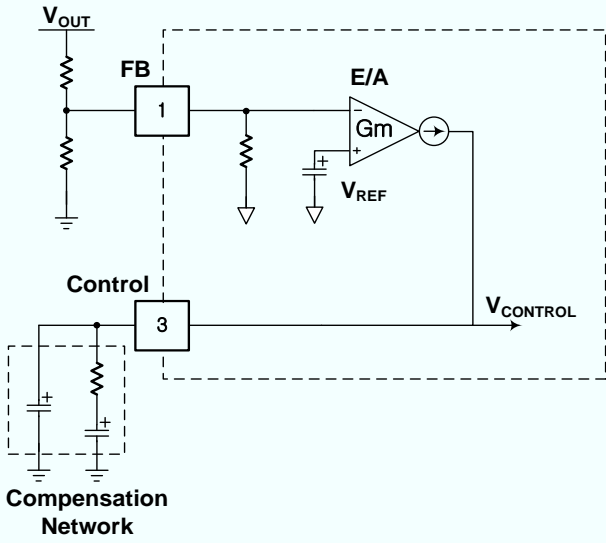 VOUT
FB
1
E/A
Gm
−
+
+
VREF
Control
3
VCONTROL
+
+
Compensation
Network